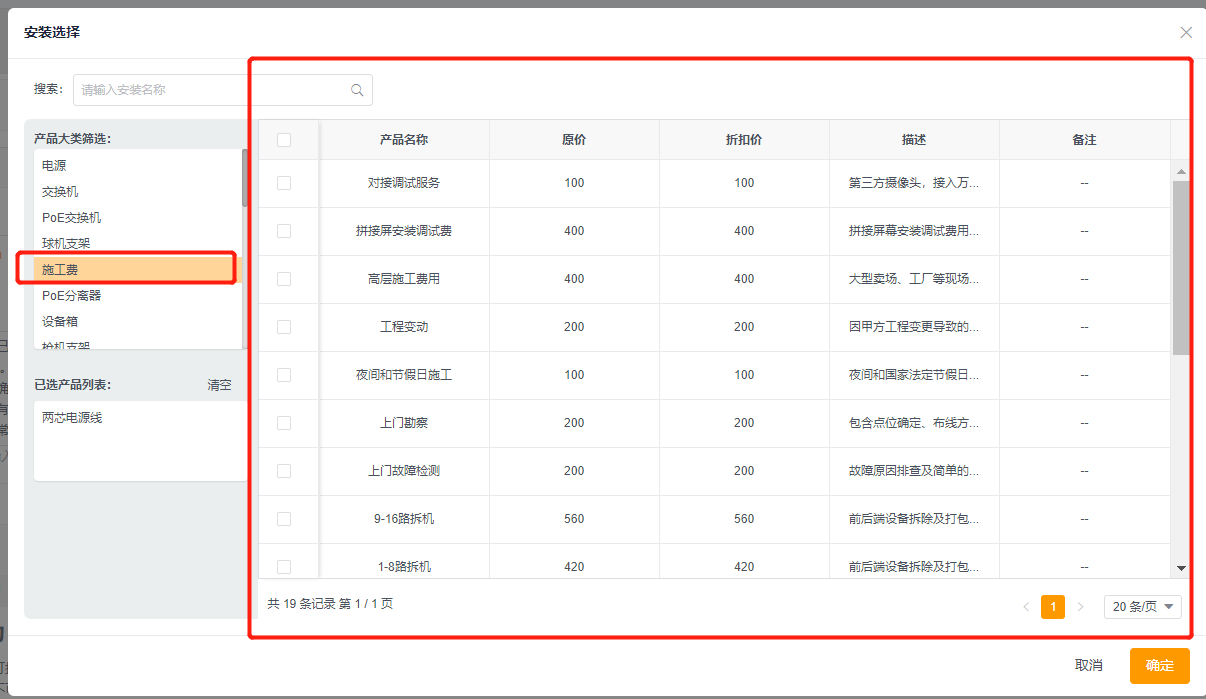 安装选择
搜索: 请输入安装名称
产品大类筛选:
电源
交换机
PoE交换机
球机支架
施工费
PoE分离器
设备箱
枪机支架
已选产品列表: 清空
两芯电源线
产品名称 原价 折扣价 描述 备注
对接调试服务 100 100 第三方摄像头，接入万... --
拼接屏安装调试费 400 400 拼接屏幕安装调试费用... --
高层施工费用 400 400 大型卖场、工厂等现场... --
工程变动 200 200 因甲方工程变更导致的... --
夜间和节假日施工 100 100 夜间和国家法定节假日... --
上门勘察 200 200 包含点位确定、布线方... --
上门故障检测 200 200 故障原因排查及简单的... --
9-16路拆机 560 560 前后端设备拆除及打包... --
1-8路拆机 420 420 前后端设备拆除及打包... --
共 19 条记录 第 1 / 1 页 1 20 条/页
取消 确定